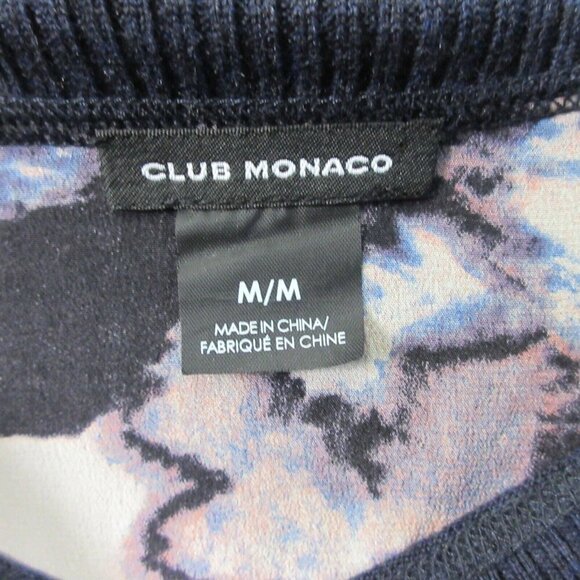 CLUB MONACO
M/M
MADE IN CHINA/
FABRIQUÉ EN CHINE